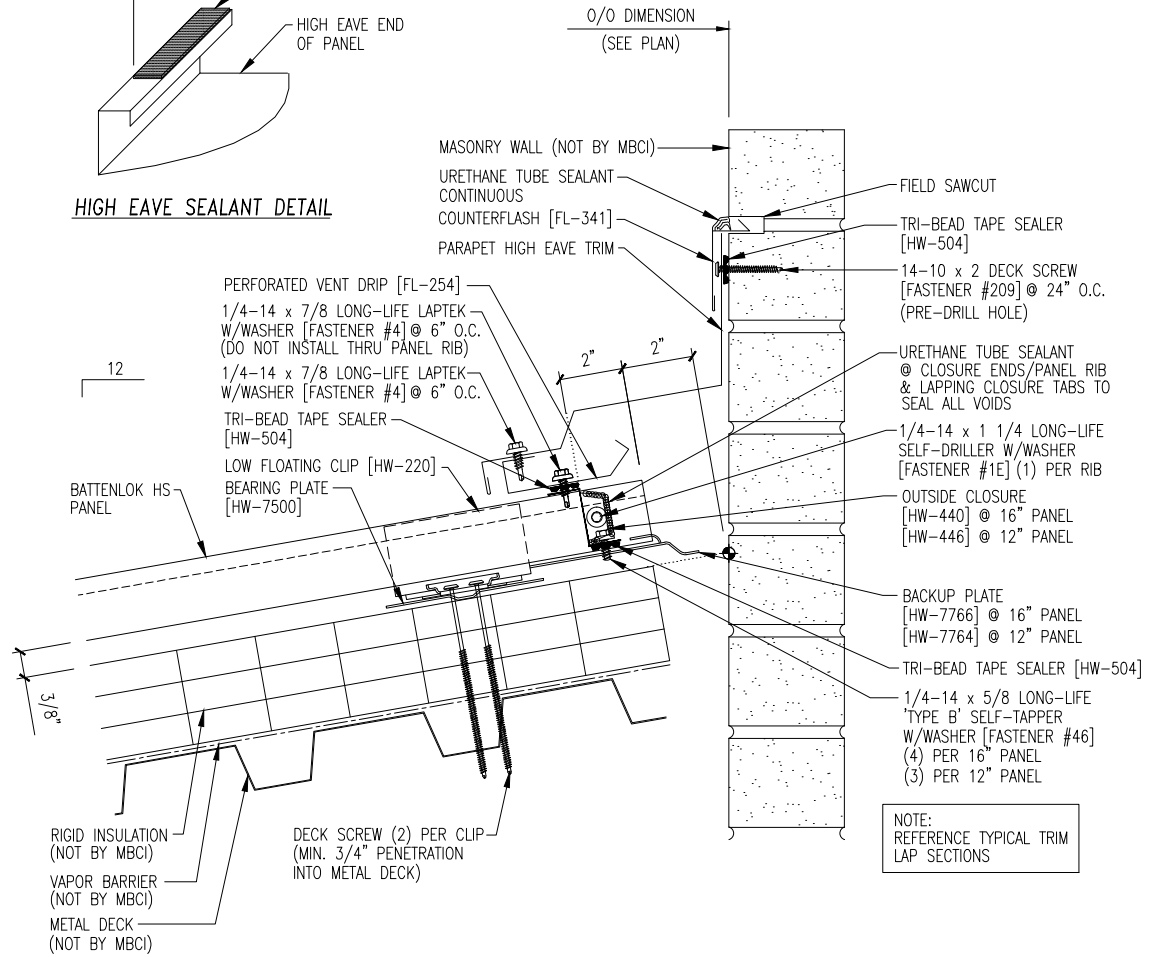 HIGH EAVE END
OF PANEL
HIGH EAVE SEALANT DETAIL
O/O DIMENSION
(SEE PLAN)
MASONRY WALL (NOT BY MBCI)
URETHANE TUBE SEALANT
CONTINUOUS
COUNTERFLASH [FL-341]
PARAPET HIGH EAVE TRIM
FIELD SAWCUT
TRI-BEAD TAPE SEALER
[HW-504]
14-10 x 2 DECK SCREW
[FASTENER #209] @ 24" O.C.
(PRE-DRILL HOLE)
PERFORATED VENT DRIP [FL-254]
1/4-14 x 7/8 LONG-LIFE LAPTEK
W/WASHER [FASTENER #4] @ 6" O.C.
(DO NOT INSTALL THRU PANEL RIB)
1/4-14 x 7/8 LONG-LIFE LAPTEK
W/WASHER [FASTENER #4] @ 6" O.C.
TRI-BEAD TAPE SEALER
[HW-504]
LOW FLOATING CLIP [HW-220]
BEARING PLATE
[HW-7500]
12
2"
2"
BATTENLOK HS
PANEL
URETHANE TUBE SEALANT
@ CLOSURE ENDS/PANEL RIB
& LAPPING CLOSURE TABS TO
SEAL ALL VOIDS
1/4-14 x 1 1/4 LONG-LIFE
SELF-DRILLER W/WASHER
[FASTENER #1E] (1) PER RIB
OUTSIDE CLOSURE
[HW-440] @ 16" PANEL
[HW-446] @ 12" PANEL
BACKUP PLATE
[HW-7766] @ 16" PANEL
[HW-7764] @ 12" PANEL
TRI-BEAD TAPE SEALER [HW-504]
1/4-14 x 5/8 LONG-LIFE
'TYPE B' SELF-TAPPER
W/WASHER [FASTENER #46]
(4) PER 16" PANEL
(3) PER 12" PANEL
3/8"
RIGID INSULATION
(NOT BY MBCI)
VAPOR BARRIER
(NOT BY MBCI)
METAL DECK
(NOT BY MBCI)
DECK SCREW (2) PER CLIP
(MIN. 3/4" PENETRATION
INTO METAL DECK)
NOTE:
REFERENCE TYPICAL TRIM
LAP SECTIONS